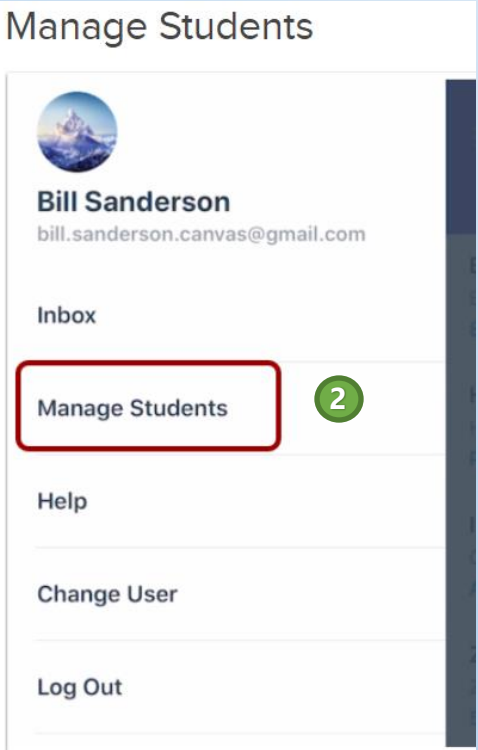 Manage Students
Bill Sanderson
bill.sanderson.canvas@gmail.com
Inbox
Manage Students
2
Help
Change User
Log Out